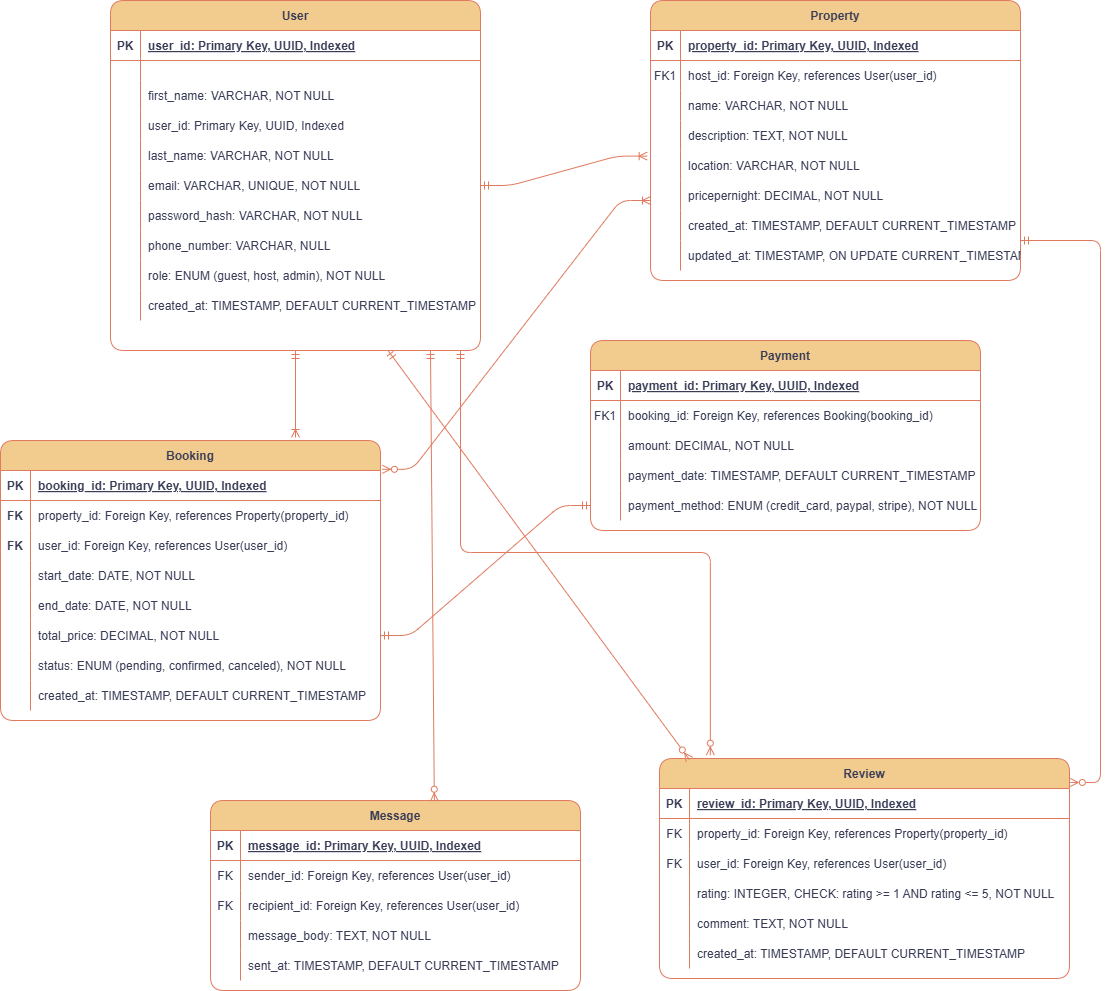 User
PK user_id: Primary Key, UUID, Indexed
first_name: VARCHAR, NOT NULL
user_id: Primary Key, UUID, Indexed
last_name: VARCHAR, NOT NULL
email: VARCHAR, UNIQUE, NOT NULL
password_hash: VARCHAR, NOT NULL
phone_number: VARCHAR, NULL
role: ENUM (guest, host, admin), NOT NULL
created_at: TIMESTAMP, DEFAULT CURRENT_TIMESTAMP
Property
PK property_id: Primary Key, UUID, Indexed
FK1 host_id: Foreign Key, references User(user_id)
name: VARCHAR, NOT NULL
description: TEXT, NOT NULL
location: VARCHAR, NOT NULL
pricepernight: DECIMAL, NOT NULL
created_at: TIMESTAMP, DEFAULT CURRENT_TIMESTAMP
updated_at: TIMESTAMP, ON UPDATE CURRENT_TIMESTA
Payment
PK payment_id: Primary Key, UUID, Indexed
FK1 booking_id: Foreign Key, references Booking(booking_id)
amount: DECIMAL, NOT NULL
payment_date: TIMESTAMP, DEFAULT CURRENT_TIMESTAMP
payment_method: ENUM (credit_card, paypal, stripe), NOT NULL
Booking
PK booking_id: Primary Key, UUID, Indexed
FK property_id: Foreign Key, references Property(property_id)
FK user_id: Foreign Key, references User(user_id)
start_date: DATE, NOT NULL
end_date: DATE, NOT NULL
total_price: DECIMAL, NOT NULL
status: ENUM (pending, confirmed, canceled), NOT NULL
created_at: TIMESTAMP, DEFAULT CURRENT_TIMESTAMP
Message
PK message_id: Primary Key, UUID, Indexed
FK sender_id: Foreign Key, references User(user_id)
FK recipient_id: Foreign Key, references User(user_id)
message_body: TEXT, NOT NULL
sent_at: TIMESTAMP, DEFAULT CURRENT_TIMESTAMP
Review
PK review_id: Primary Key, UUID, Indexed
FK property_id: Foreign Key, references Property(property_id)
FK user_id: Foreign Key, references User(user_id)
rating: INTEGER, CHECK: rating >= 1 AND rating <= 5, NOT NULL
comment: TEXT, NOT NULL
created_at: TIMESTAMP, DEFAULT CURRENT_TIMESTAMP